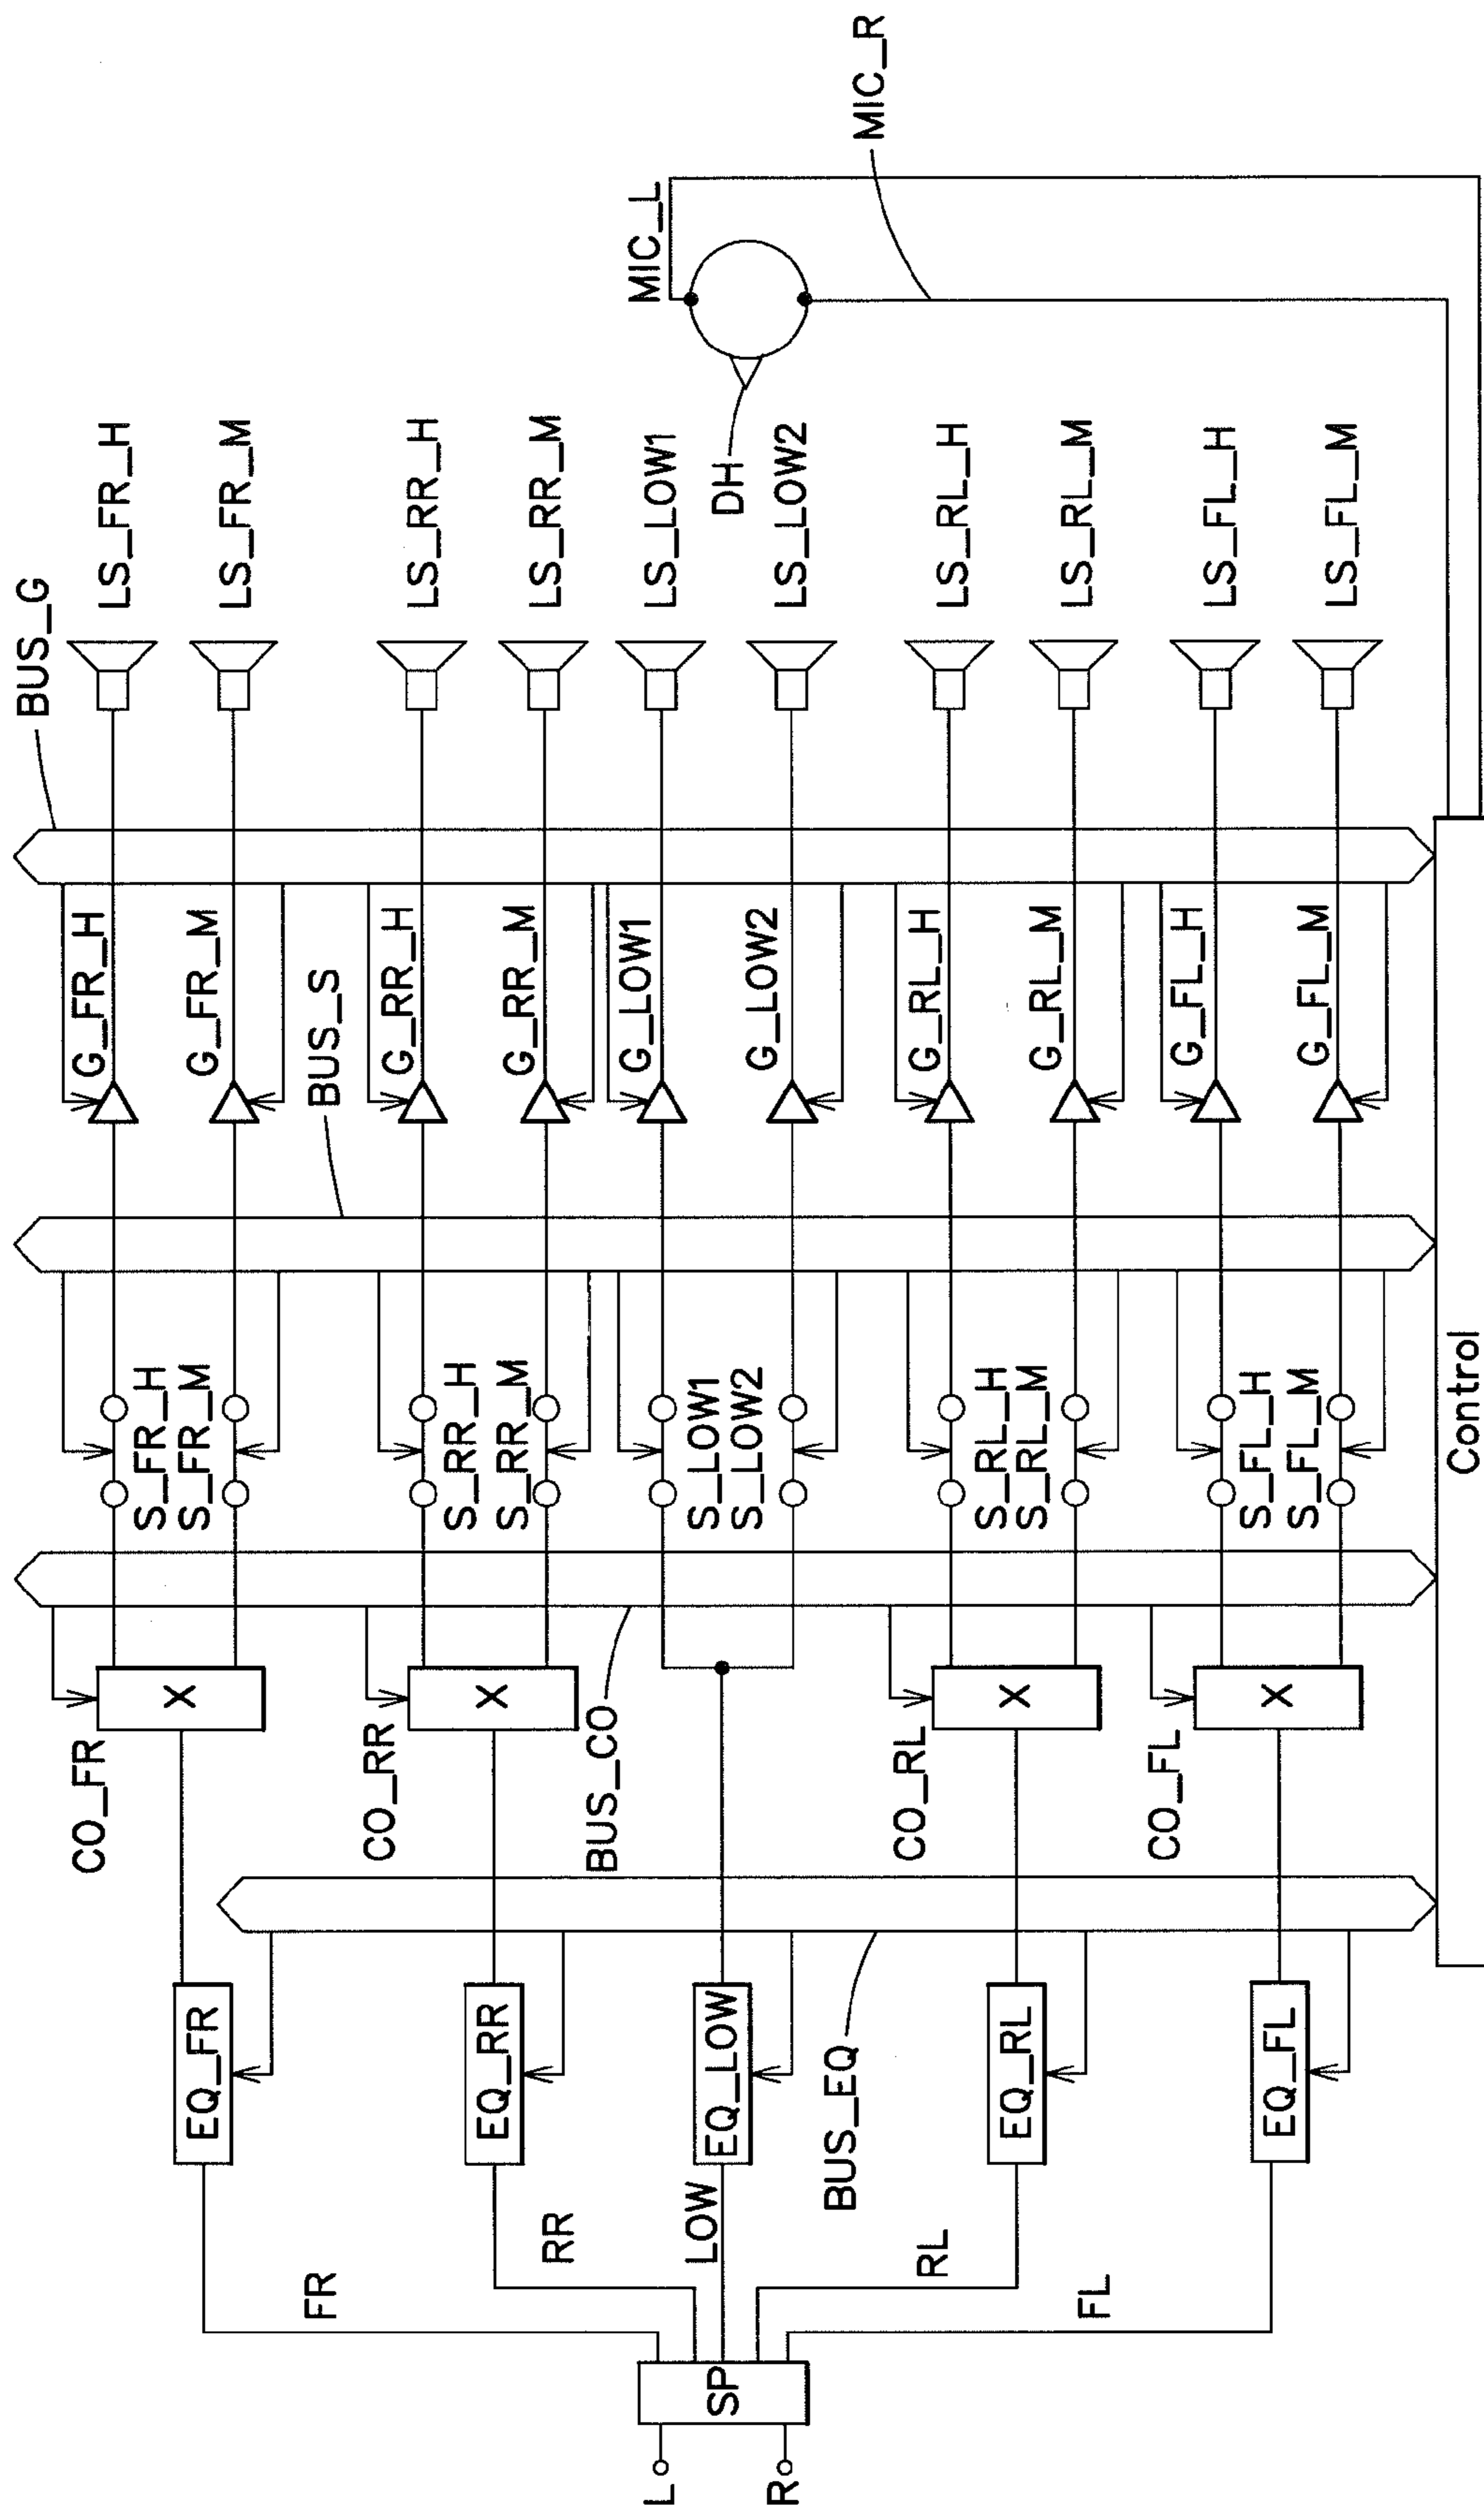 L
R
SP
FR
RR
LOW
RL
FL
EQ_FR
EQ_RR
EQ_LOW
EQ_RL
EQ_FL
BUS_EQ
CO_FR
CO_RR
CO_RL
CO_FL
X
X
X
X
BUS_CO
S_FR_H
S_FR_M
S_RR_H
S_RR_M
S_LOW1
S_LOW2
S_RL_H
S_RL_M
S_FL_H
S_FL_M
BUS_S
G_FR_H
G_FR_M
G_RR_H
G_RR_M
G_LOW1
G_LOW2
G_RL_H
G_RL_M
G_FL_H
G_FL_M
BUS_G
LS_FR_H
LS_FR_M
LS_RR_H
LS_RR_M
LS_LOW1
LS_LOW2
LS_RL_H
LS_RL_M
LS_FL_H
LS_FL_M
DH
MIC_L
MIC_R
Control